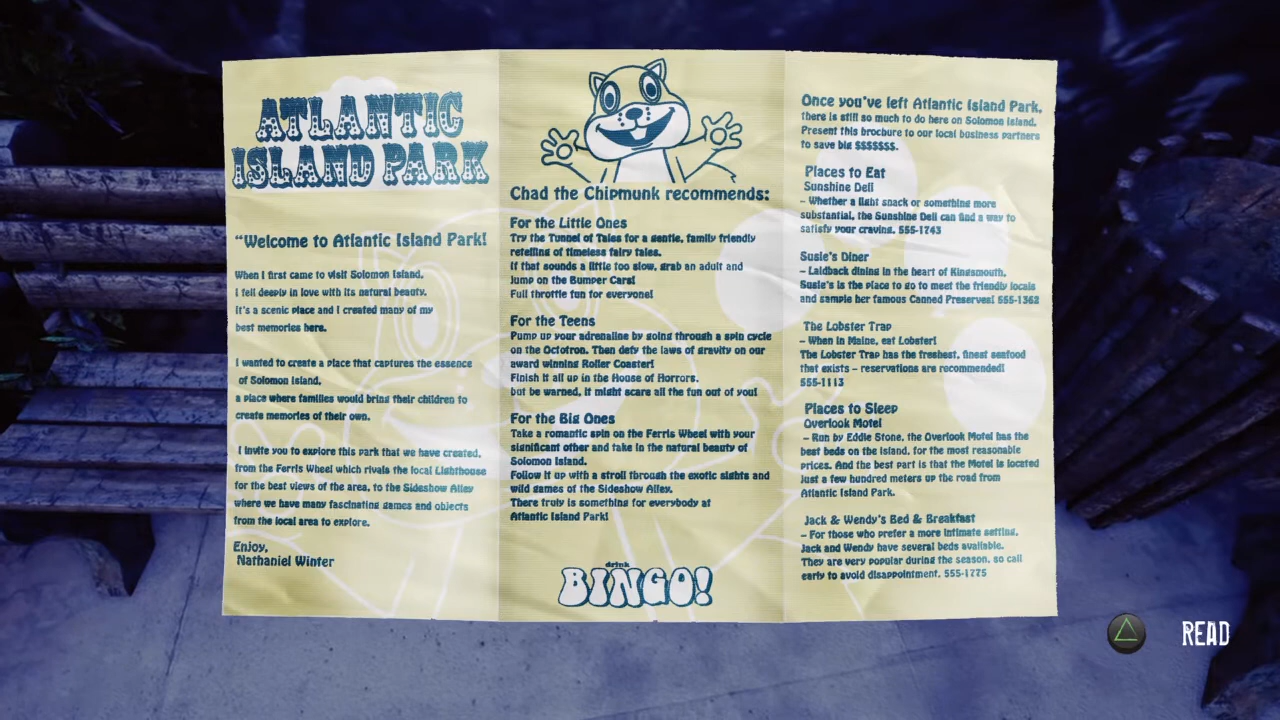 ATLANTIC
ISLAND PARK
“Welcome to Atlantic Island Park!
When I first came to visit Solomon Island,
I fell deeply in love with its natural beauty.
It's a scenic place and I created many of my
best memories here.
I wanted to create a place that captures the essence
of Solomon Island,
a place where families would bring their children to
create memories of their own.
I invite you to explore this park that we have created,
from the Ferris Wheel which rivals the local Lighthouse
for the best views of the area, to the Sideshow Alley
where we have many fascinating games and objects
from the local area to explore.
Enjoy,
Nathaniel Winter
Chad the Chipmunk recommends:
For the Little Ones
Try the Tunnel of Tales for a gentle, family friendly
retelling of timeless fairy tales.
If that sounds a little too slow, grab an adult and
jump on the Bumper Cars!
Full throttle fun for everyone!
For the Teens
Pump up your adrenaline by going through a spin cycle
on the Octotron. Then defy the laws of gravity on our
award winning Roller Coaster!
Finish it all up in the House of Horrors,
but be warned, it might scare all the fun out of you!
For the Big Ones
Take a romantic spin on the Ferris Wheel with your
significant other and take in the natural beauty of
Solomon Island.
Follow it up with a stroll through the exotic sights and
wild games of the Sideshow Alley.
There truly is something for everybody at
Atlantic Island Park!
drink
BINGO!
Once you've left Atlantic Island Park,
there is still so much to do here on Solomon Island.
Present this brochure to our local business partners
to save big $$$$$$$.
Places to Eat
Sunshine Deli
– Whether a light snack or something more
substantial, the Sunshine Deli can find a way to
satisfy your craving. 555-1743
Susie's Diner
– Laidback dining in the heart of Kingsmouth,
Susie's is the place to go to meet the friendly locals
and sample her famous Canned Preserves! 555-1362
The Lobster Trap
– When in Maine, eat Lobster!
The Lobster Trap has the freshest, finest seafood
that exists – reservations are recommended!
555-1113
Places to Sleep
Overlook Motel
– Run by Eddie Stone, the Overlook Motel has the
best beds on the island, for the most reasonable
prices. And the best part is that the Motel is located
just a few hundred meters up the road from
Atlantic Island Park.
Jack & Wendy's Bed & Breakfast
– For those who prefer a more intimate setting,
Jack and Wendy have several beds available.
They are very popular during the season, so call
early to avoid disappointment. 555-1775
READ